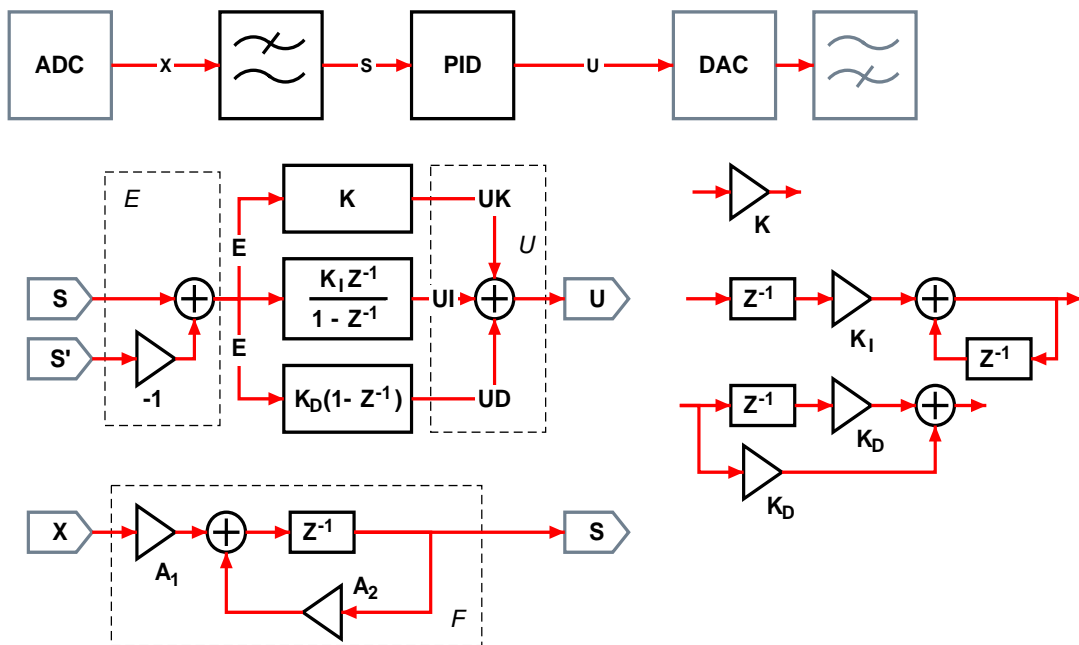 ADC X S PID U DAC
E K UK U
E
S K_I Z^-1 UI U
1 - Z^-1
S' E
-1 K_D(1- Z^-1) UD
K
Z^-1
K_I Z^-1
Z^-1
K_D
K_D
X Z^-1 S
A_1 A_2
F